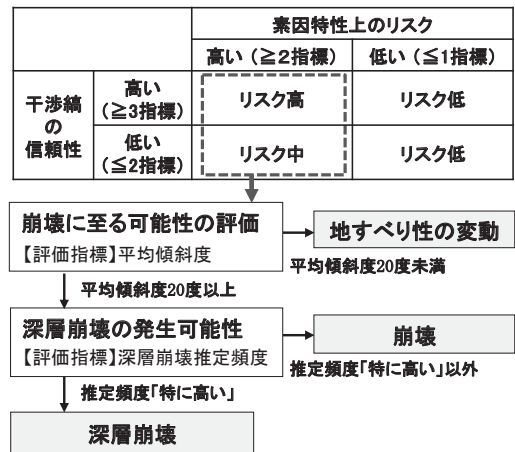 素因特性上のリスク
高い（≧2指標）
低い（≦1指標）
干渉縞
の
信頼性
高い
（≧3指標）
リスク高
リスク低
低い
（≦2指標）
リスク中
リスク低
崩壊に至る可能性の評価
【評価指標】平均傾斜度
地すべり性の変動
平均傾斜度20度未満
平均傾斜度20度以上
深層崩壊の発生可能性
【評価指標】深層崩壊推定頻度
崩壊
推定頻度「特に高い」以外
推定頻度「特に高い」
深層崩壊